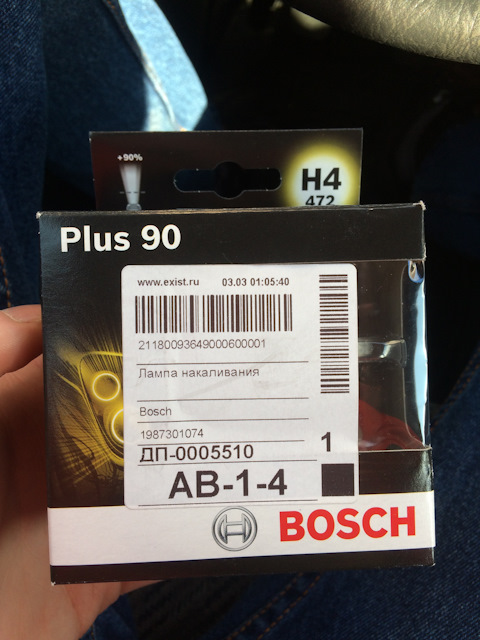 +90%
H4
472
Plus 90
www.exist.ru 03.03 01:05:40
21180093649000600001
Лампа накаливания
Bosch
1987301074
ДП-0005510
1
АВ-1-4
BOSCH